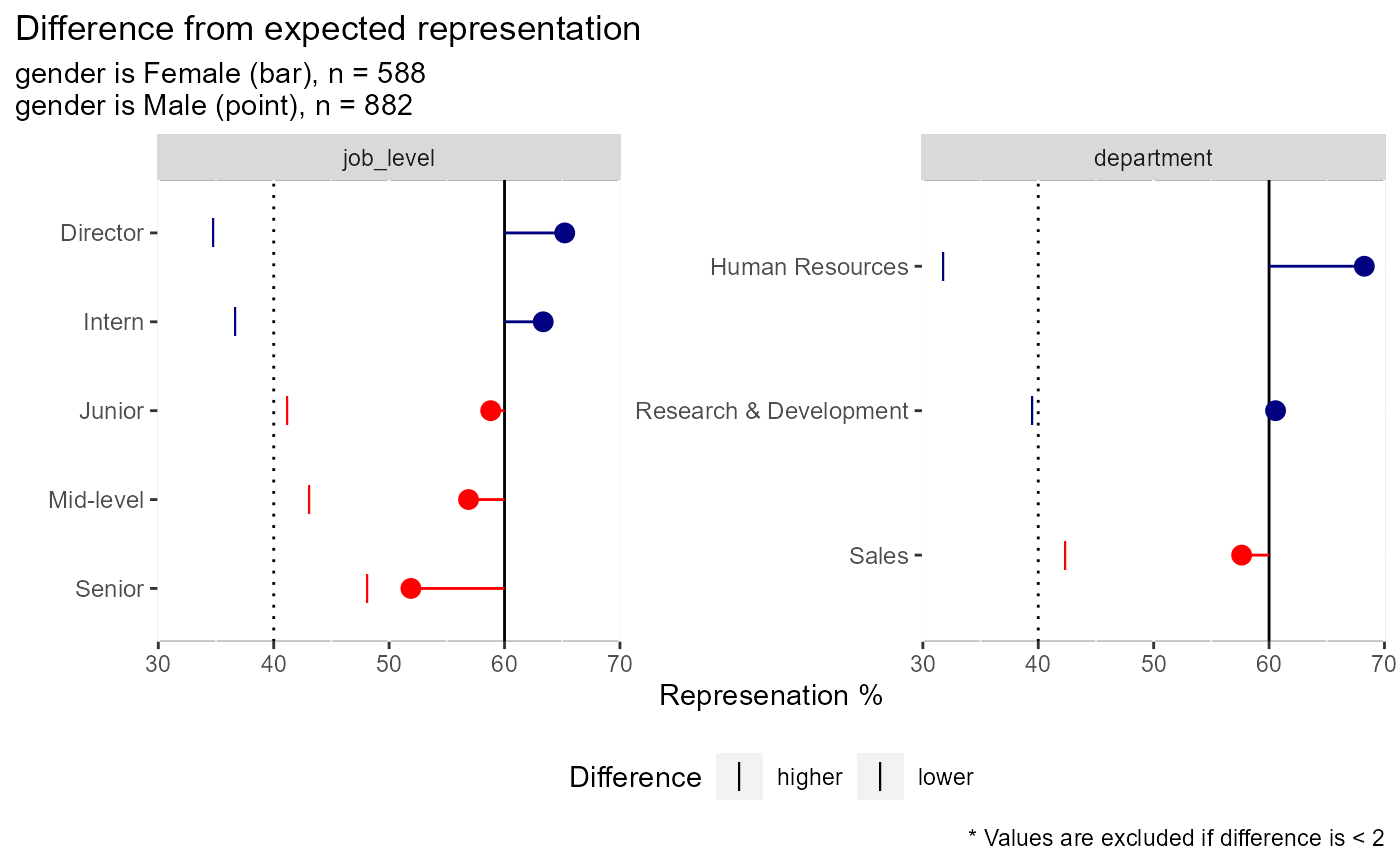 Difference from expected representation
gender is Female (bar), n = 588
gender is Male (point), n = 882
job_level
Director
Intern
Junior
Mid-level
Senior
30 40 50 60 70
department
Human Resources
Research & Development
Sales
30 40 50 60 70
Represenation %
Difference higher lower
* Values are excluded if difference is < 2